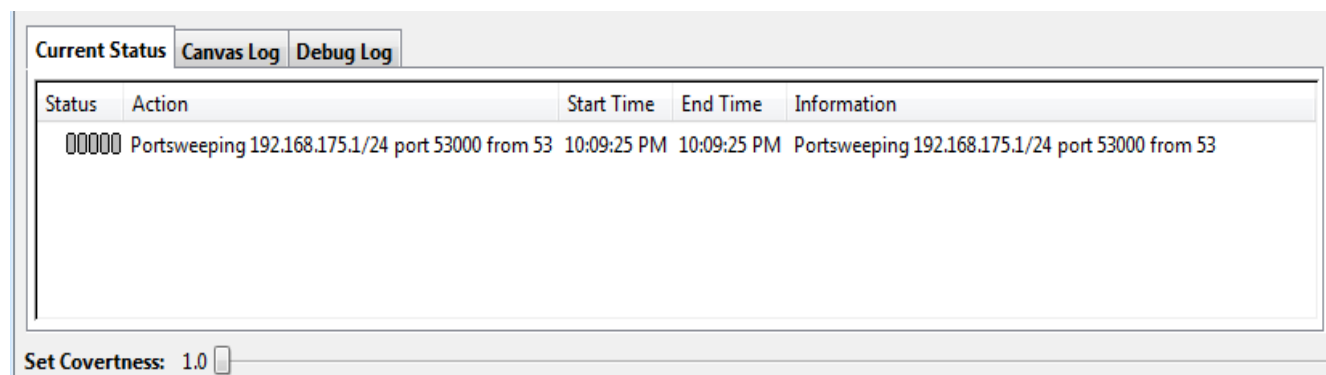 Current Status Canvas Log Debug Log
Status Action Start Time End Time Information
Portsweeping 192.168.175.1/24 port 53000 from 53 10:09:25 PM 10:09:25 PM Portsweeping 192.168.175.1/24 port 53000 from 53
Set Covertness: 1.0